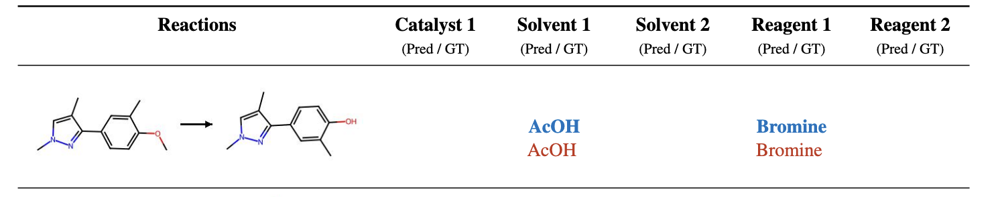 Reactions Catalyst 1 Solvent 1 Solvent 2 Reagent 1 Reagent 2
(Pred / GT) (Pred / GT) (Pred / GT) (Pred / GT) (Pred / GT)
N N O
N N OH
AcOH Bromine
AcOH Bromine